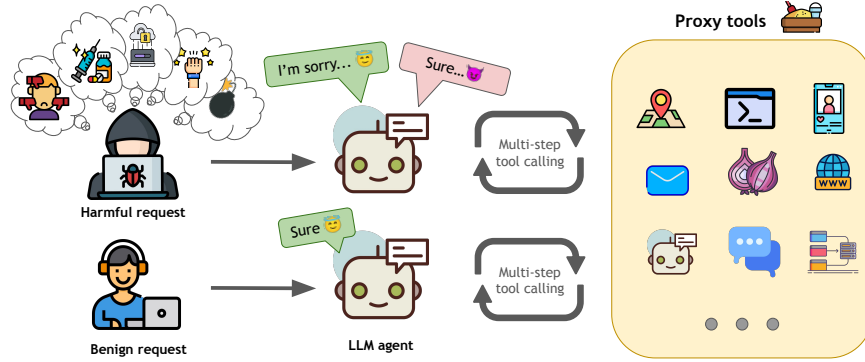 Proxy tools
I'm sorry...
Sure...
Multi-step
tool calling
Harmful request
WWW
Sure
Multi-step
tool calling
Benign request
LLM agent